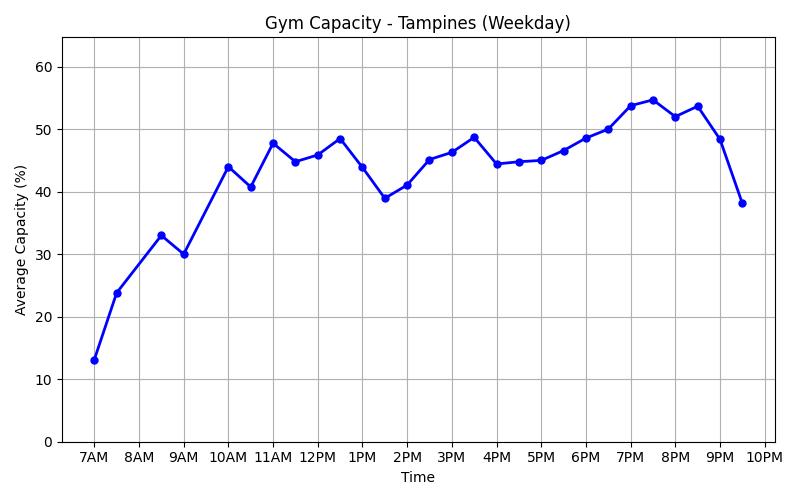 Gym Capacity - Tampines (Weekday)
Average Capacity (%)
60
50
40
30
20
10
0
7AM 8AM 9AM 10AM 11AM 12PM 1PM 2PM 3PM 4PM 5PM 6PM 7PM 8PM 9PM 10PM
Time